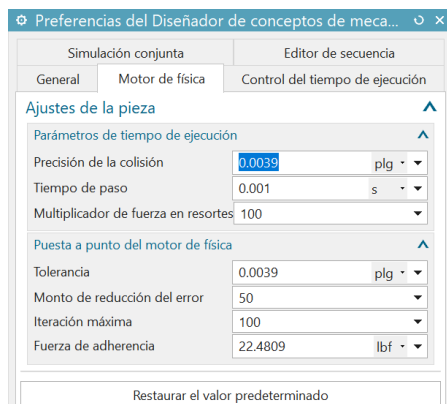 Preferencias del Diseñador de conceptos de meca...
Simulación conjunta Editor de secuencia
General Motor de física Control del tiempo de ejecución
Ajustes de la pieza
Parámetros de tiempo de ejecución
Precisión de la colisión 0.0039 plg
Tiempo de paso 0.001 s
Multiplicador de fuerza en resortes 100
Puesta a punto del motor de física
Tolerancia 0.0039 plg
Monto de reducción del error 50
Iteración máxima 100
Fuerza de adherencia 22.4809 lbf
Restaurar el valor predeterminado